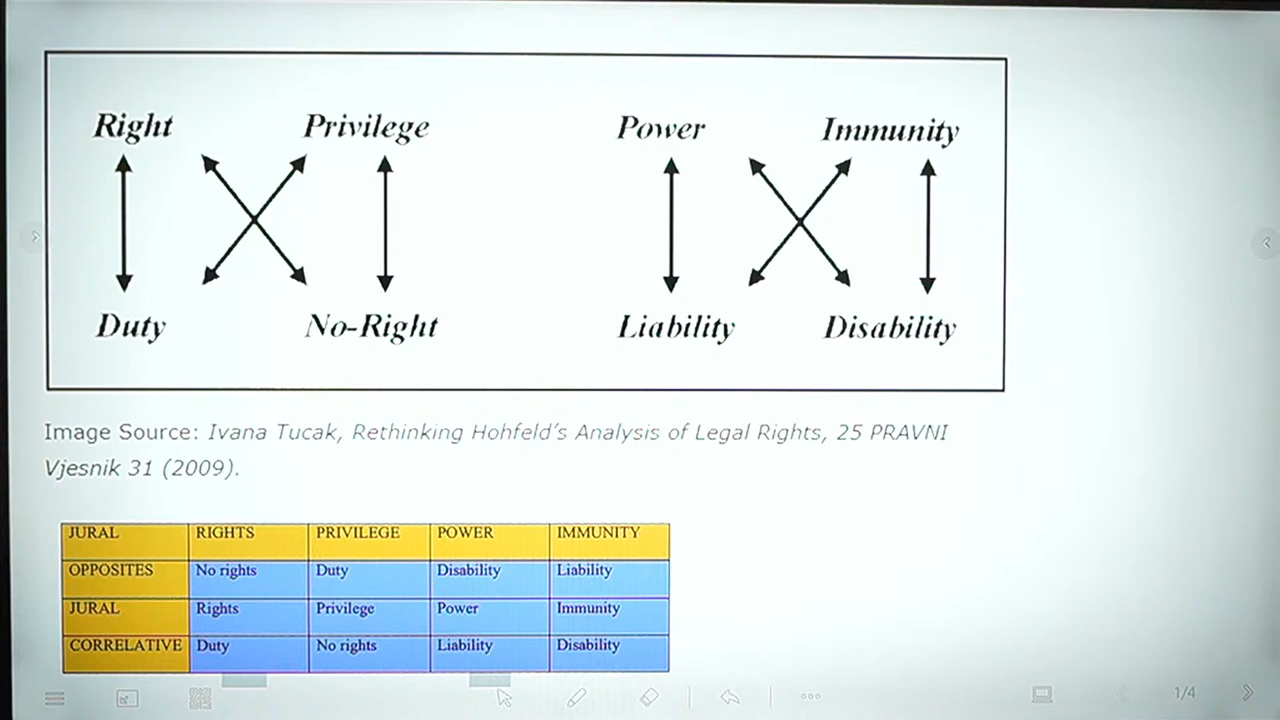 Right Privilege Power Immunity
Duty No-Right Liability Disability
Image Source: Ivana Tucak, Rethinking Hohfeld's Analysis of Legal Rights, 25 PRAVNI
Vjesnik 31 (2009).
JURAL RIGHTS PRIVILEGE POWER IMMUNITY
OPPOSITES No rights Duty Disability Liability
JURAL Rights Privilege Power Immunity
CORRELATIVE Duty No rights Liability Disability
1/4